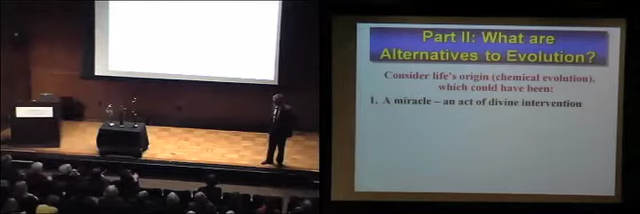 Part II: What are
Alternatives to Evolution?
Consider life's origin (chemical evolution),
which could have been:
1. A miracle – an act of divine intervention